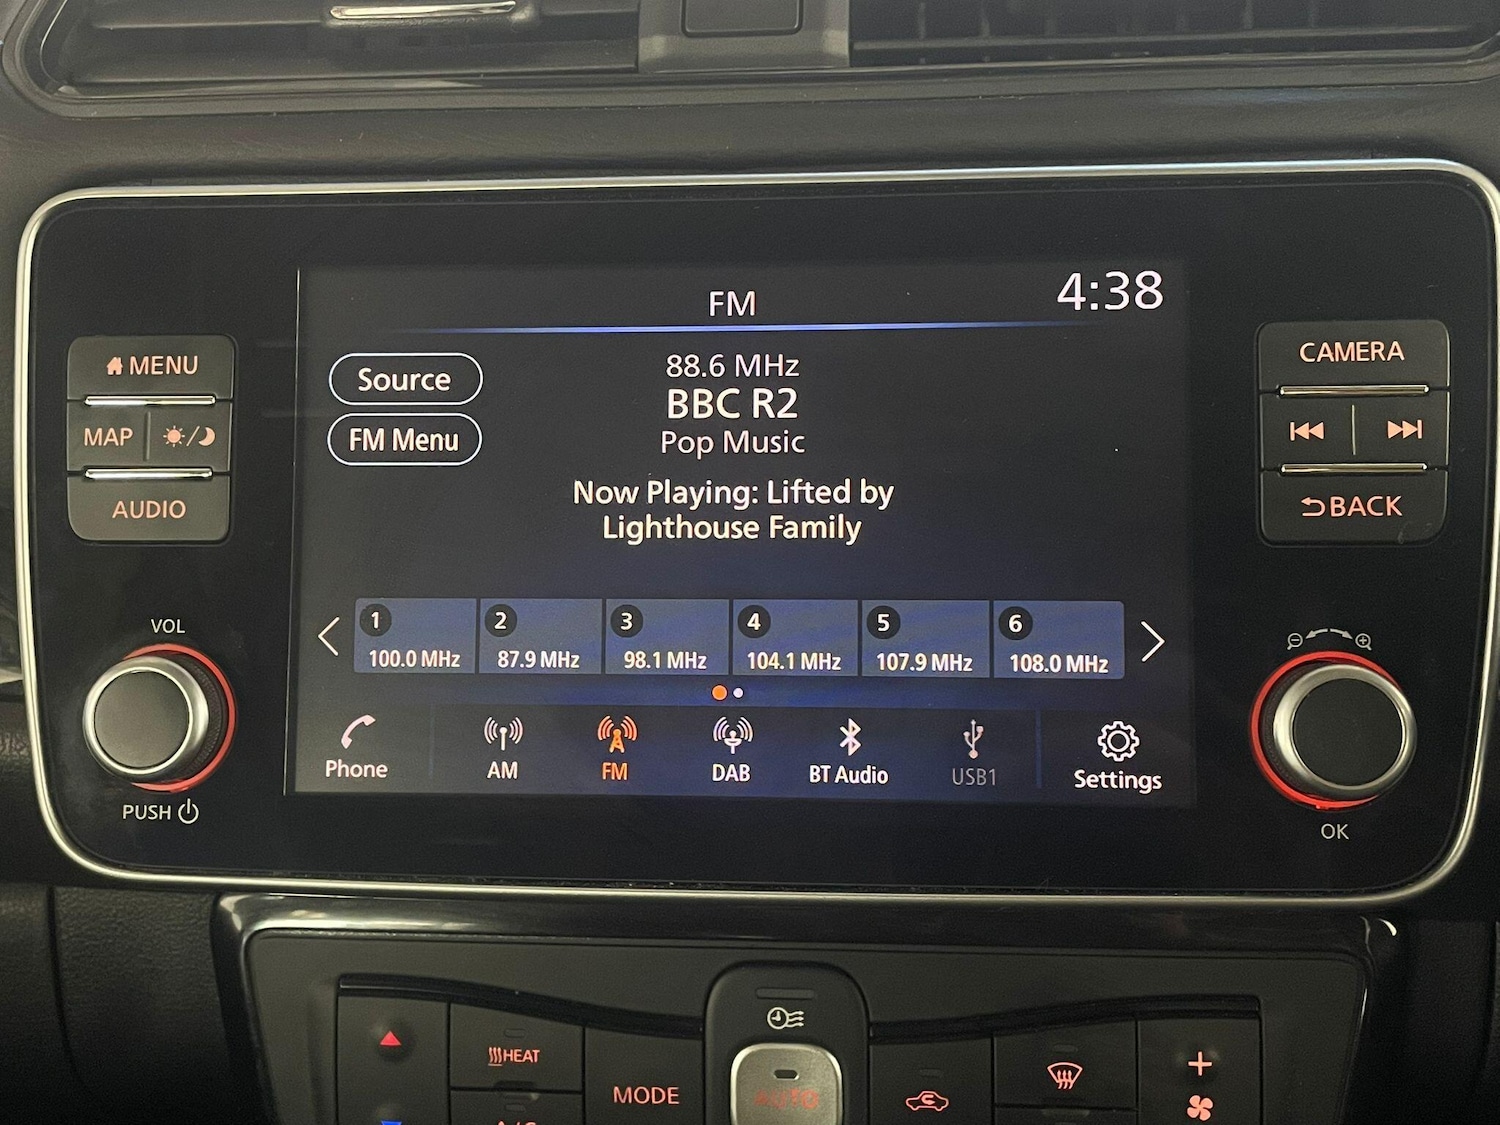 FM
4:38
MENU
MAP
AUDIO
VOL
PUSH
Source
FM Menu
88.6 MHz
BBC R2
Pop Music
Now Playing: Lifted by
Lighthouse Family
1 100.0 MHz
2 87.9 MHz
3 98.1 MHz
4 104.1 MHz
5 107.9 MHz
6 108.0 MHz
Phone
AM
FM
DAB
BT Audio
USB1
Settings
CAMERA
BACK
OK
HEAT
MODE
AUTO